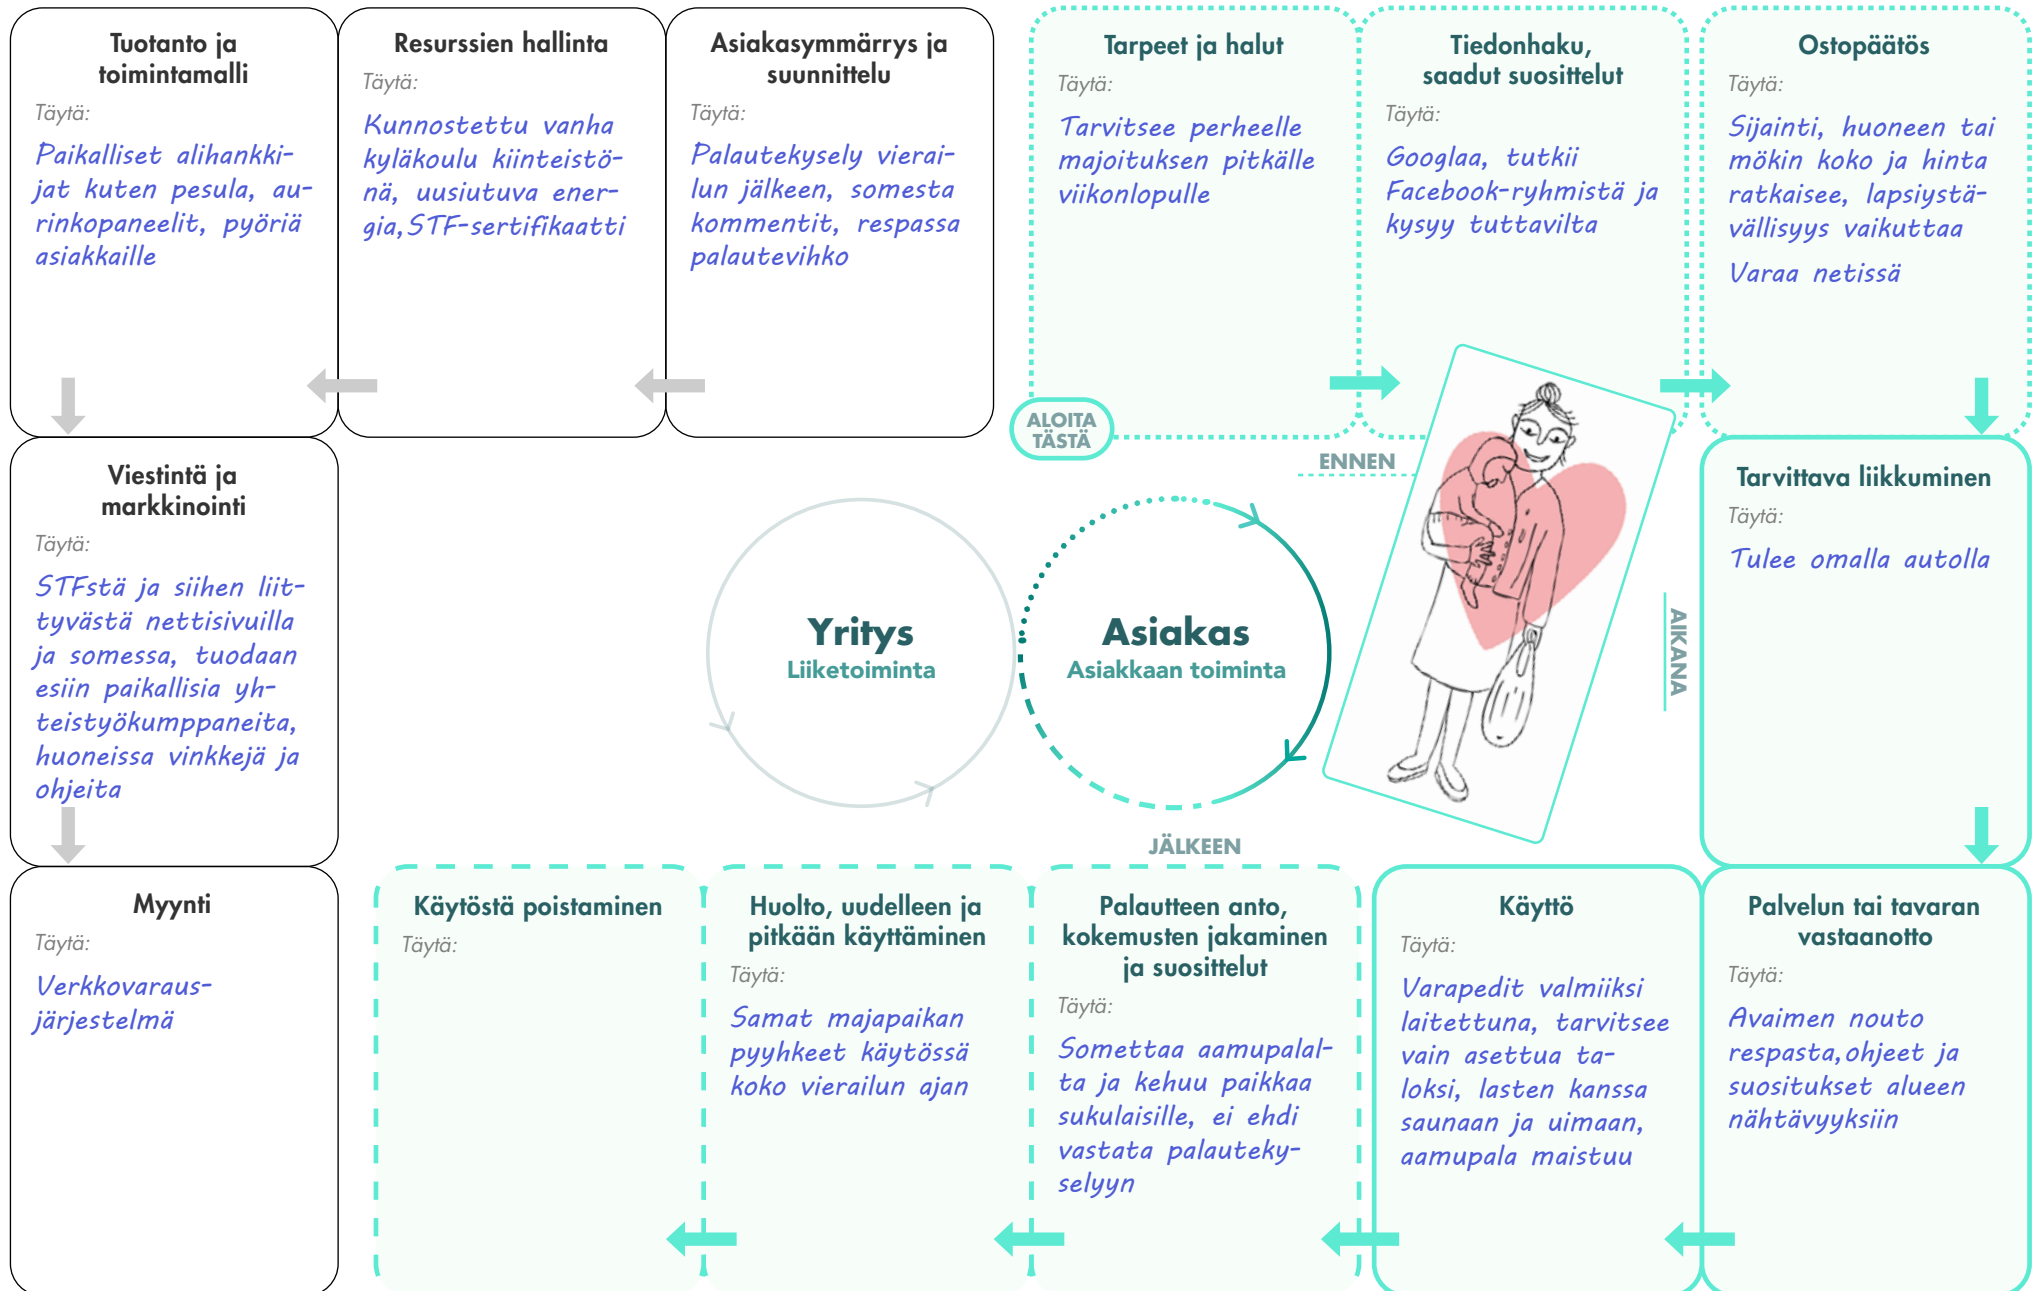 Tuotanto ja
toimintamalli
Täytä:
Paikalliset alihankki-
jat kuten pesula, au-
rinkopaneelit, pyöriä
asiakkaille
Resurssien hallinta
Täytä:
Kunnostettu vanha
kyläkoulu kiinteistö-
nä, uusiutuva ener-
gia,STF-sertifikaatti
Asiakasymmärrys ja
suunnittelu
Täytä:
Palautekysely vierai-
lun jälkeen, somesta
kommentit, respassa
palautevihko
Tarpeet ja halut
Täytä:
Tarvitsee perheelle
majoituksen pitkälle
viikonlopulle
Tiedonhaku,
saadut suosittelut
Täytä:
Googlaa, tutkii
Facebook-ryhmistä ja
kysyy tuttavilta
Ostopäätös
Täytä:
Sijainti, huoneen tai
mökin koko ja hinta
ratkaisee, lapsiystä-
vällisyys vaikuttaa
Varaa netissä
ALOITA
TÄSTÄ
ENNEN
Viestintä ja
markkinointi
Täytä:
STFstä ja siihen liit-
tyvästä nettisivuilla
ja somessa, tuodaan
esiin paikallisia yh-
teistyökumppaneita,
huoneissa vinkkejä ja
ohjeita
Yritys
Liiketoiminta
Asiakas
Asiakkaan toiminta
AIKANA
Tarvittava liikkuminen
Täytä:
Tulee omalla autolla
JÄLKEEN
Myynti
Täytä:
Verkkovaraus-
järjestelmä
Käytöstä poistaminen
Täytä:
Huolto, uudelleen ja
pitkään käyttäminen
Täytä:
Samat majapaikan
pyyhkeet käytössä
koko vierailun ajan
Palautteen anto,
kokemusten jakaminen
ja suosittelut
Täytä:
Somettaa aamupalal-
ta ja kehuu paikkaa
sukulaisille, ei ehdi
vastata palauteky-
selyyn
Käyttö
Täytä:
Varapedit valmiiksi
laitettuna, tarvitsee
vain asettua ta-
loksi, lasten kanssa
saunaan ja uimaan,
aamupala maistuu
Palvelun tai tavaran
vastaanotto
Täytä:
Avaimen nouto
respasta,ohjeet ja
suositukset alueen
nähtävyyksiin